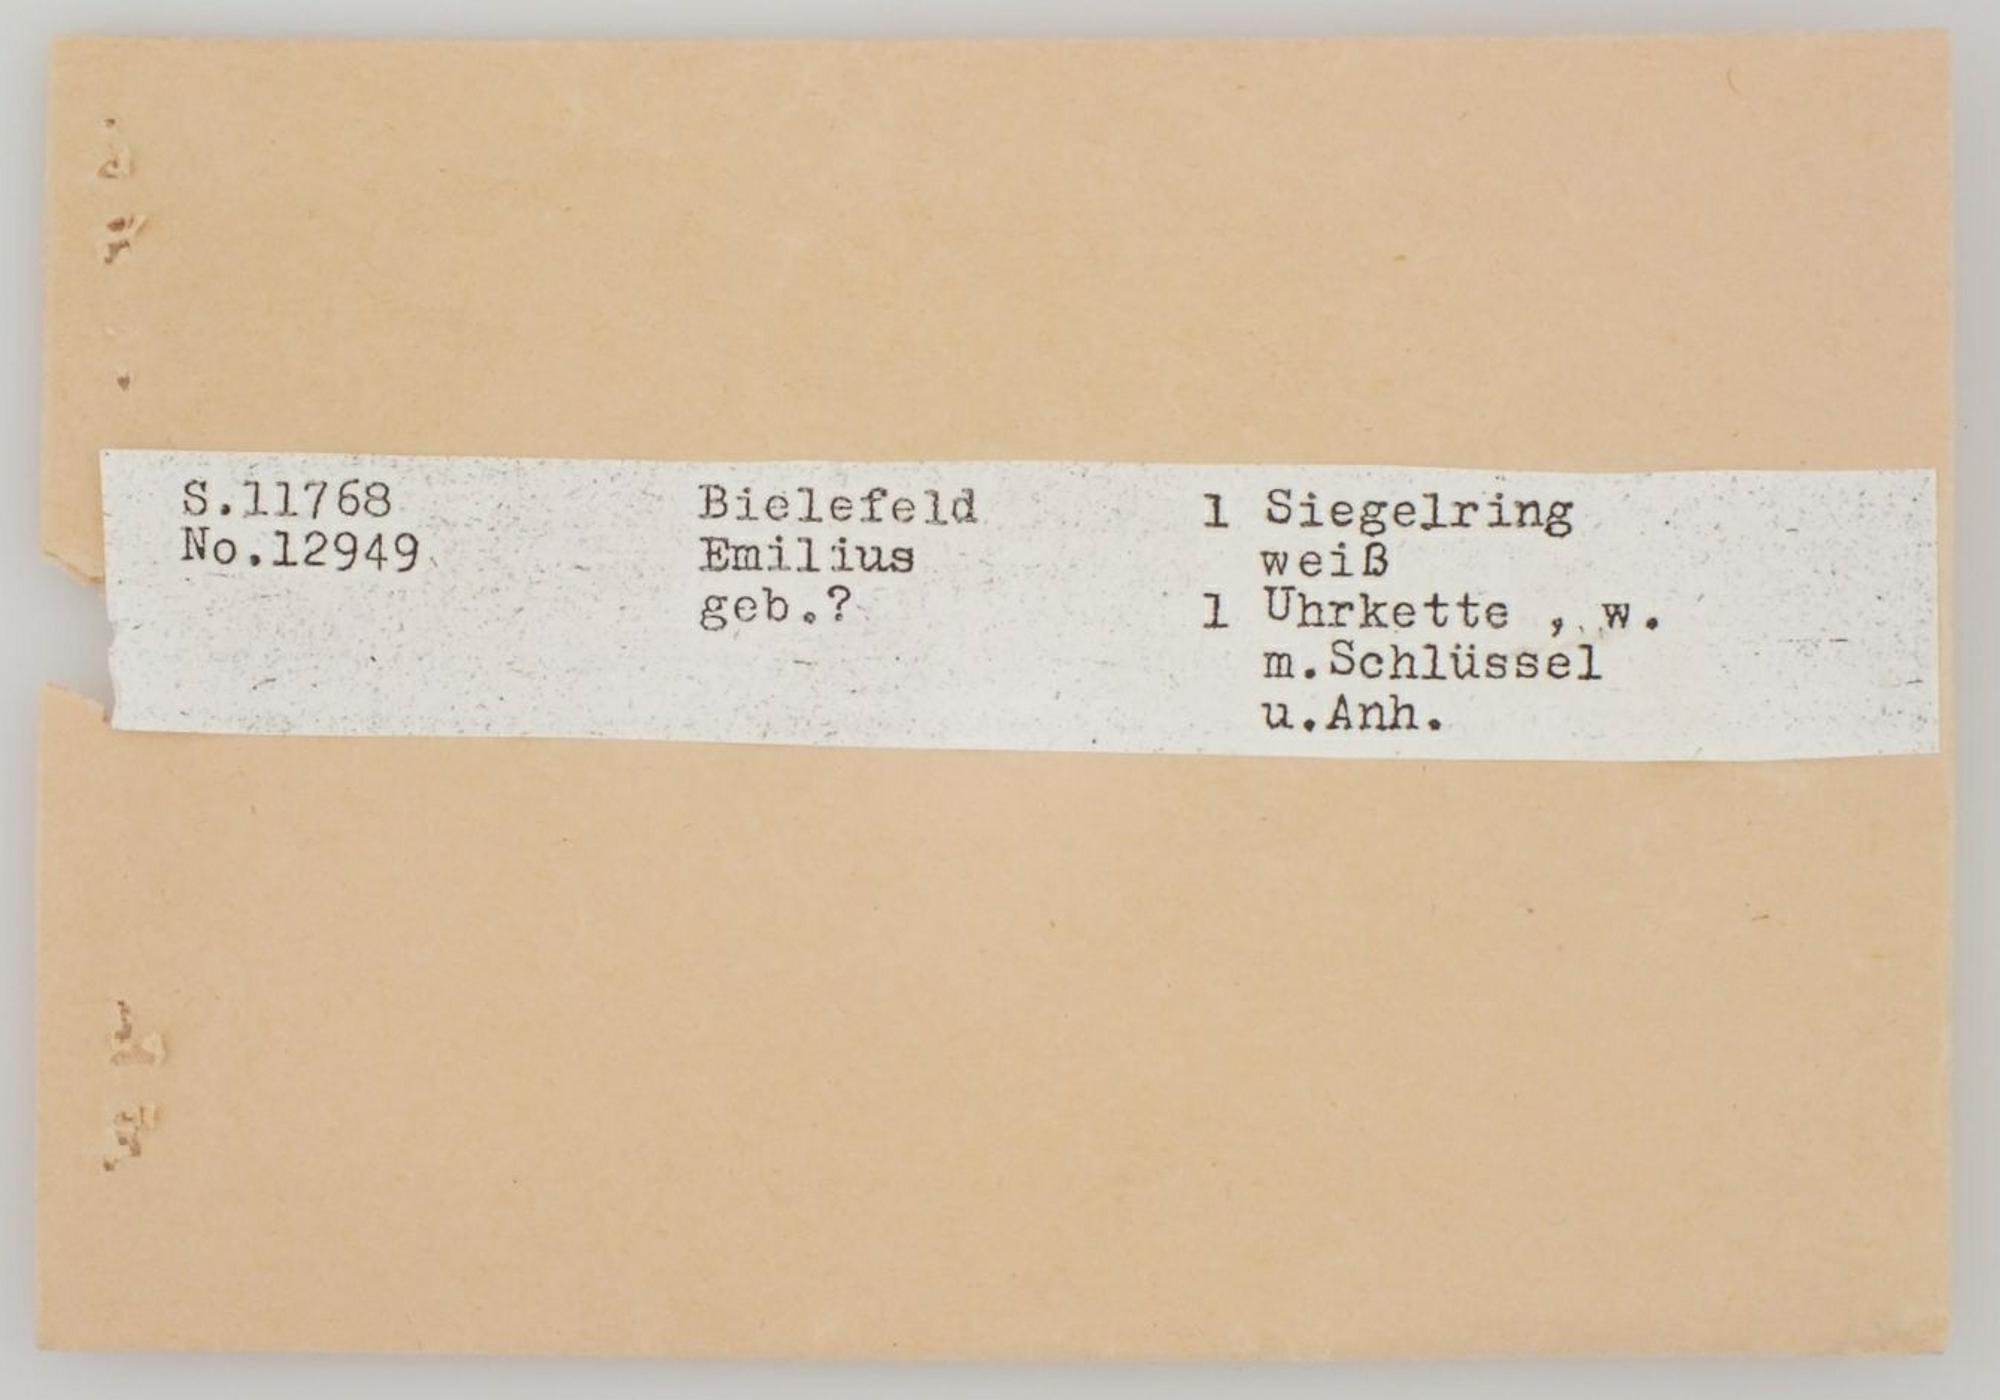 S.11768
No.12949
Bielefeld
Emilius
geb.?
1 Siegelring
weiß
1 Uhrkette , w.
m.Schlüssel
u.Anh.